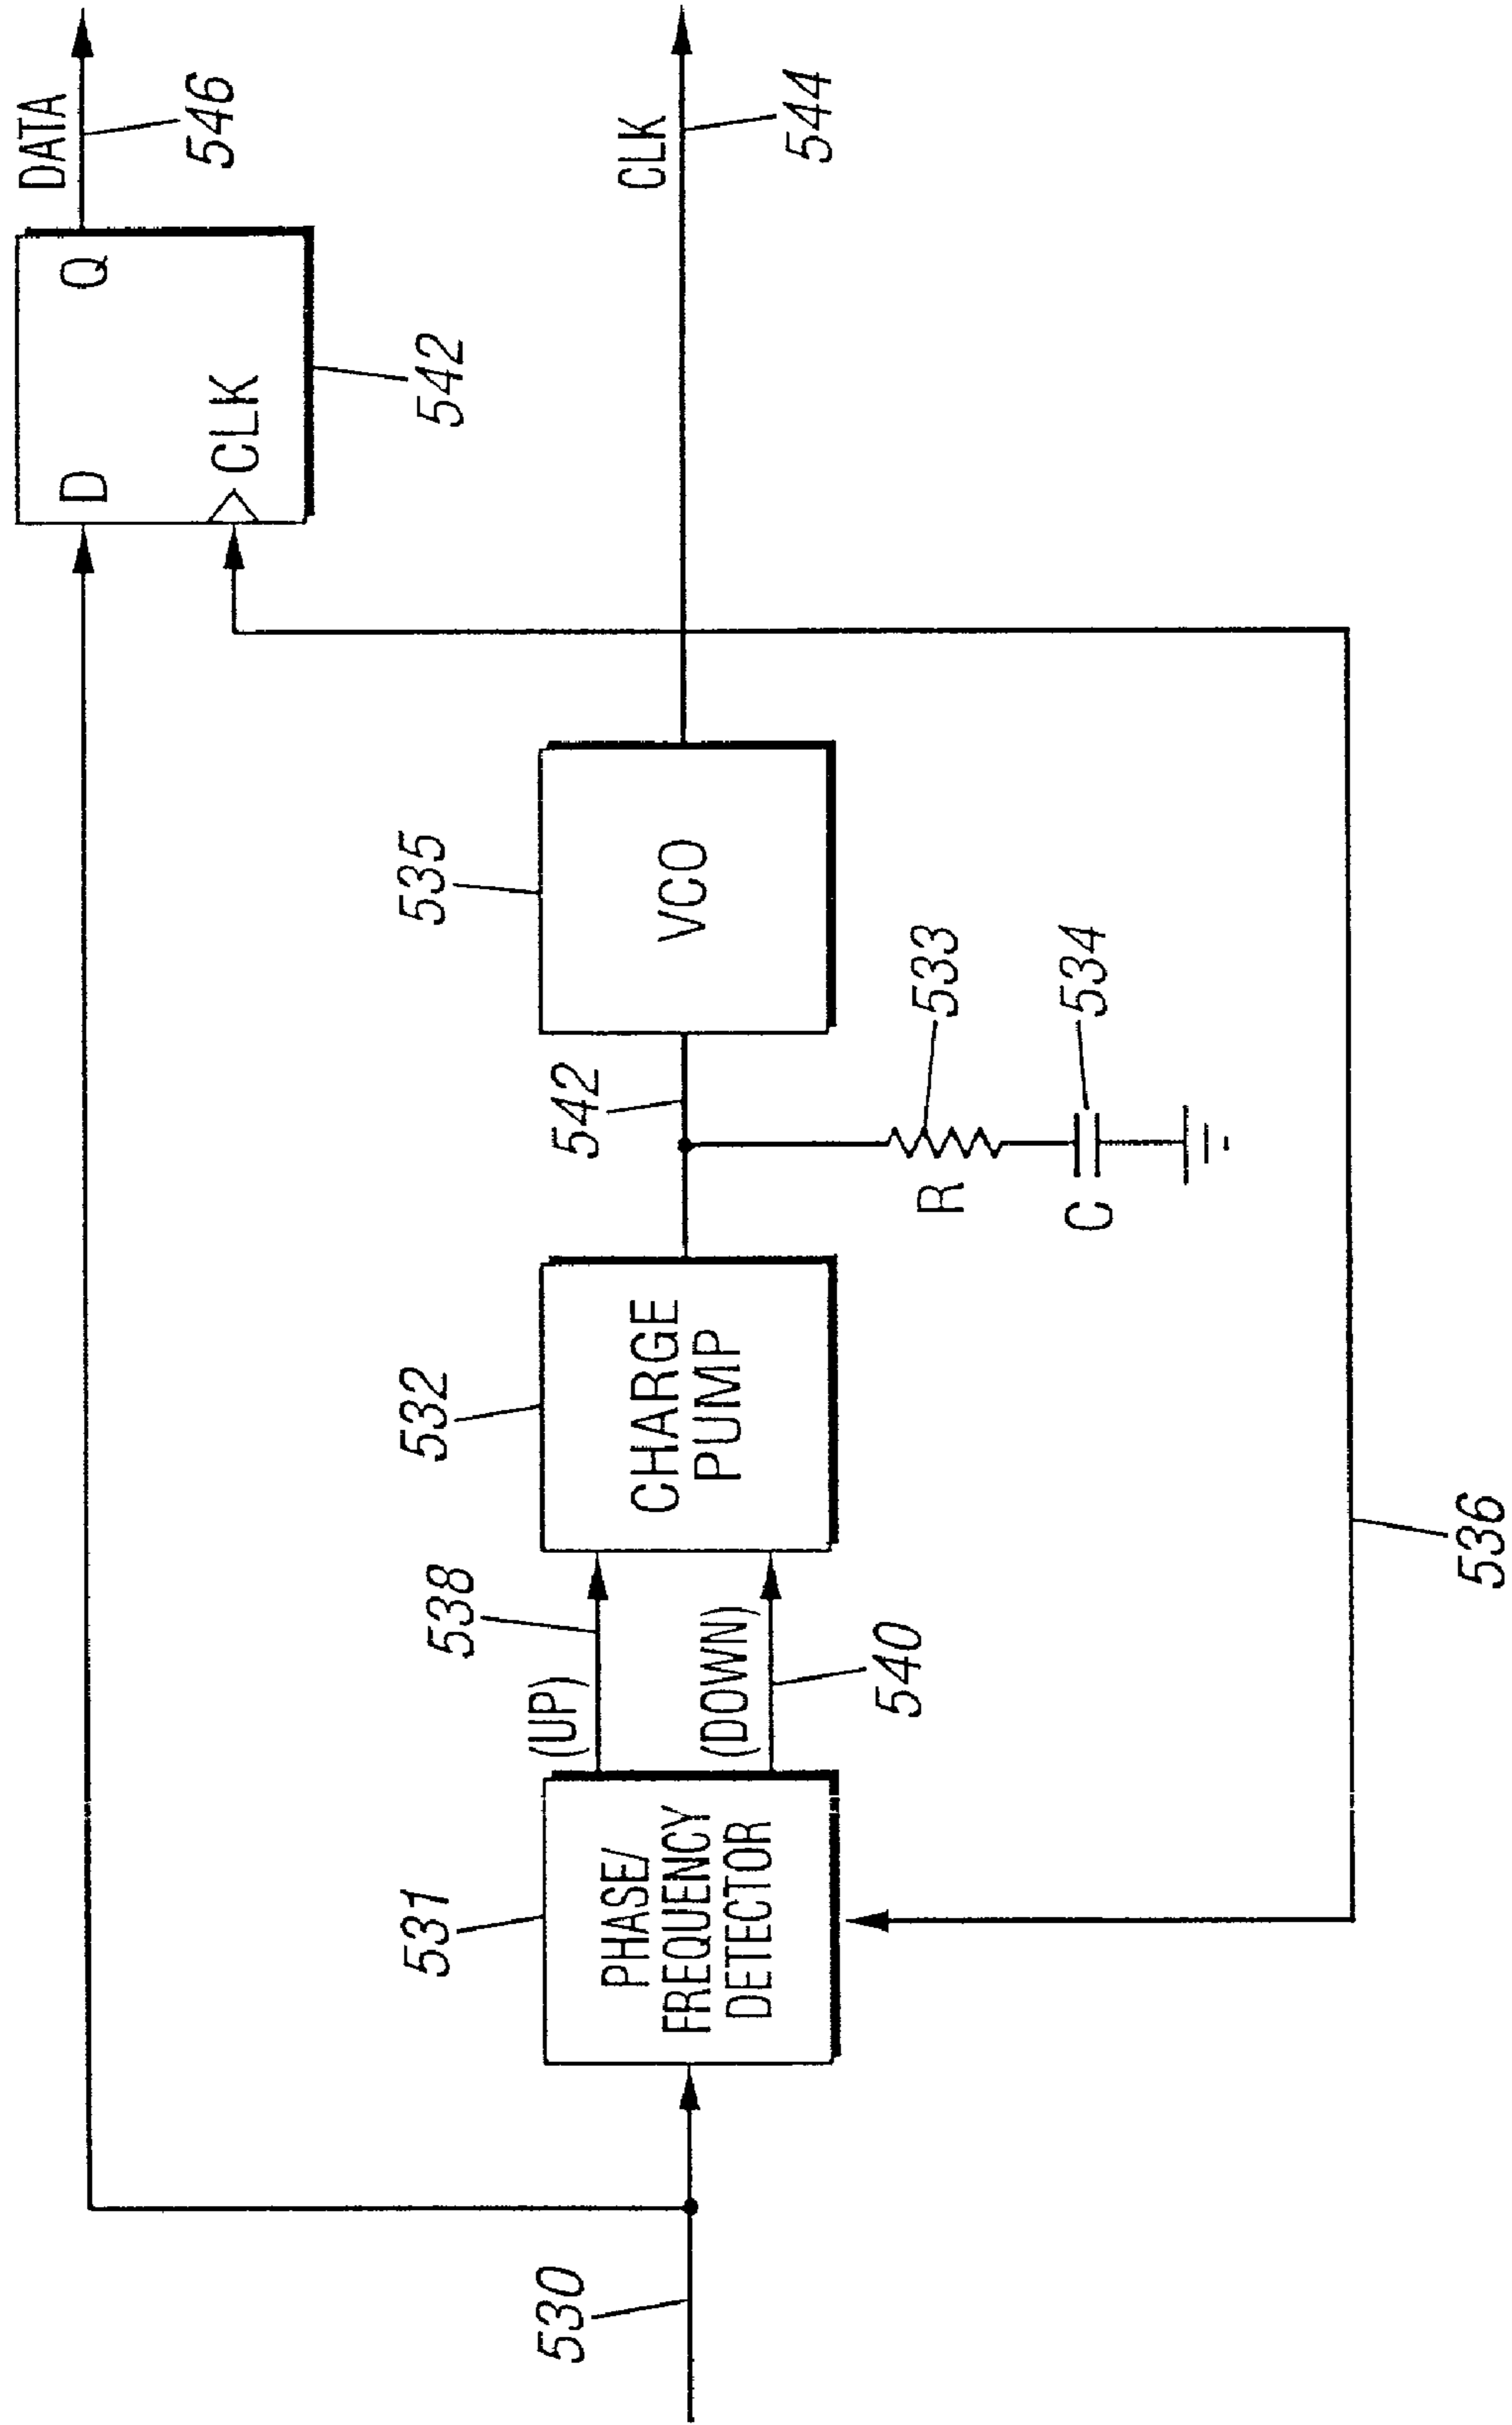 DATA
546
D
Q
CLK
542
CLK
544
535
VCO
542
533
R
534
C
532
CHARGE
PUMP
538
(UP)
(DOWN)
540
531
PHASE/
FREQUENCY
DETECTOR
530
536